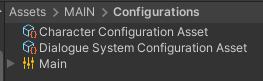 Assets > MAIN > Configurations
Character Configuration Asset
Dialogue System Configuration Asset
Main